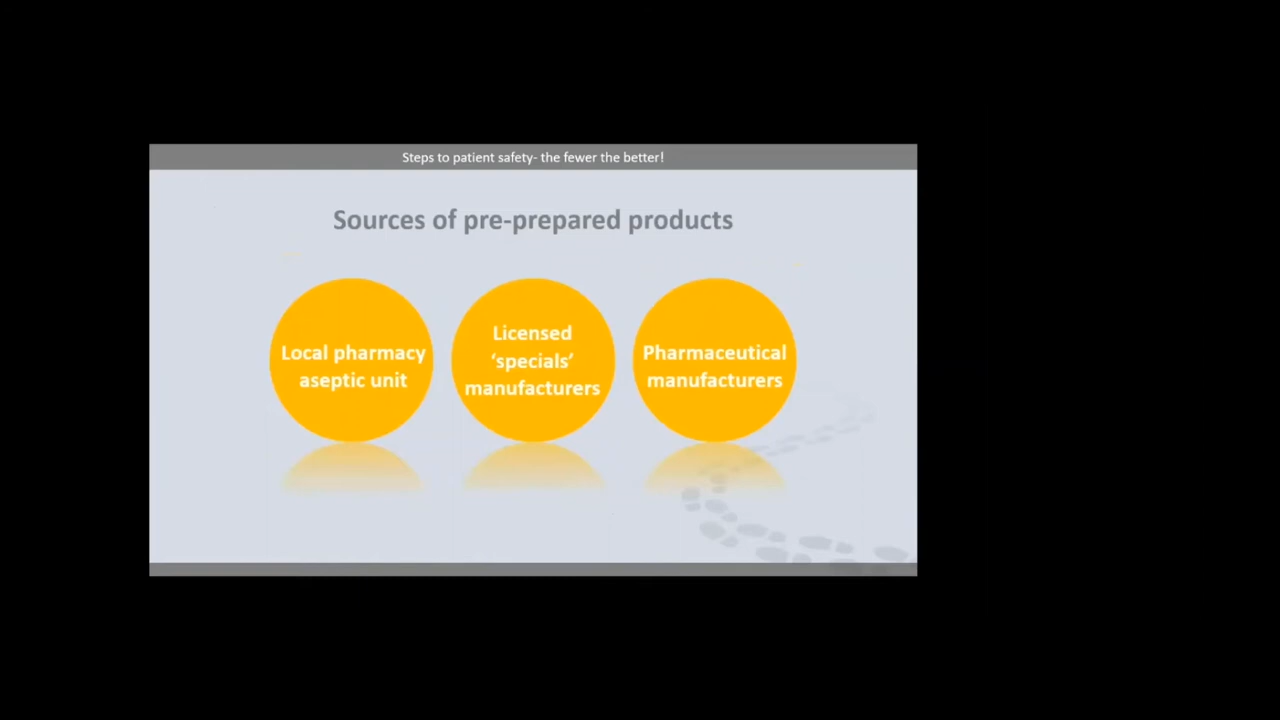 Steps to patient safety- the fewer the better!
Sources of pre-prepared products
Local pharmacy
aseptic unit
Licensed
‘specials’
manufacturers
Pharmaceutical
manufacturers